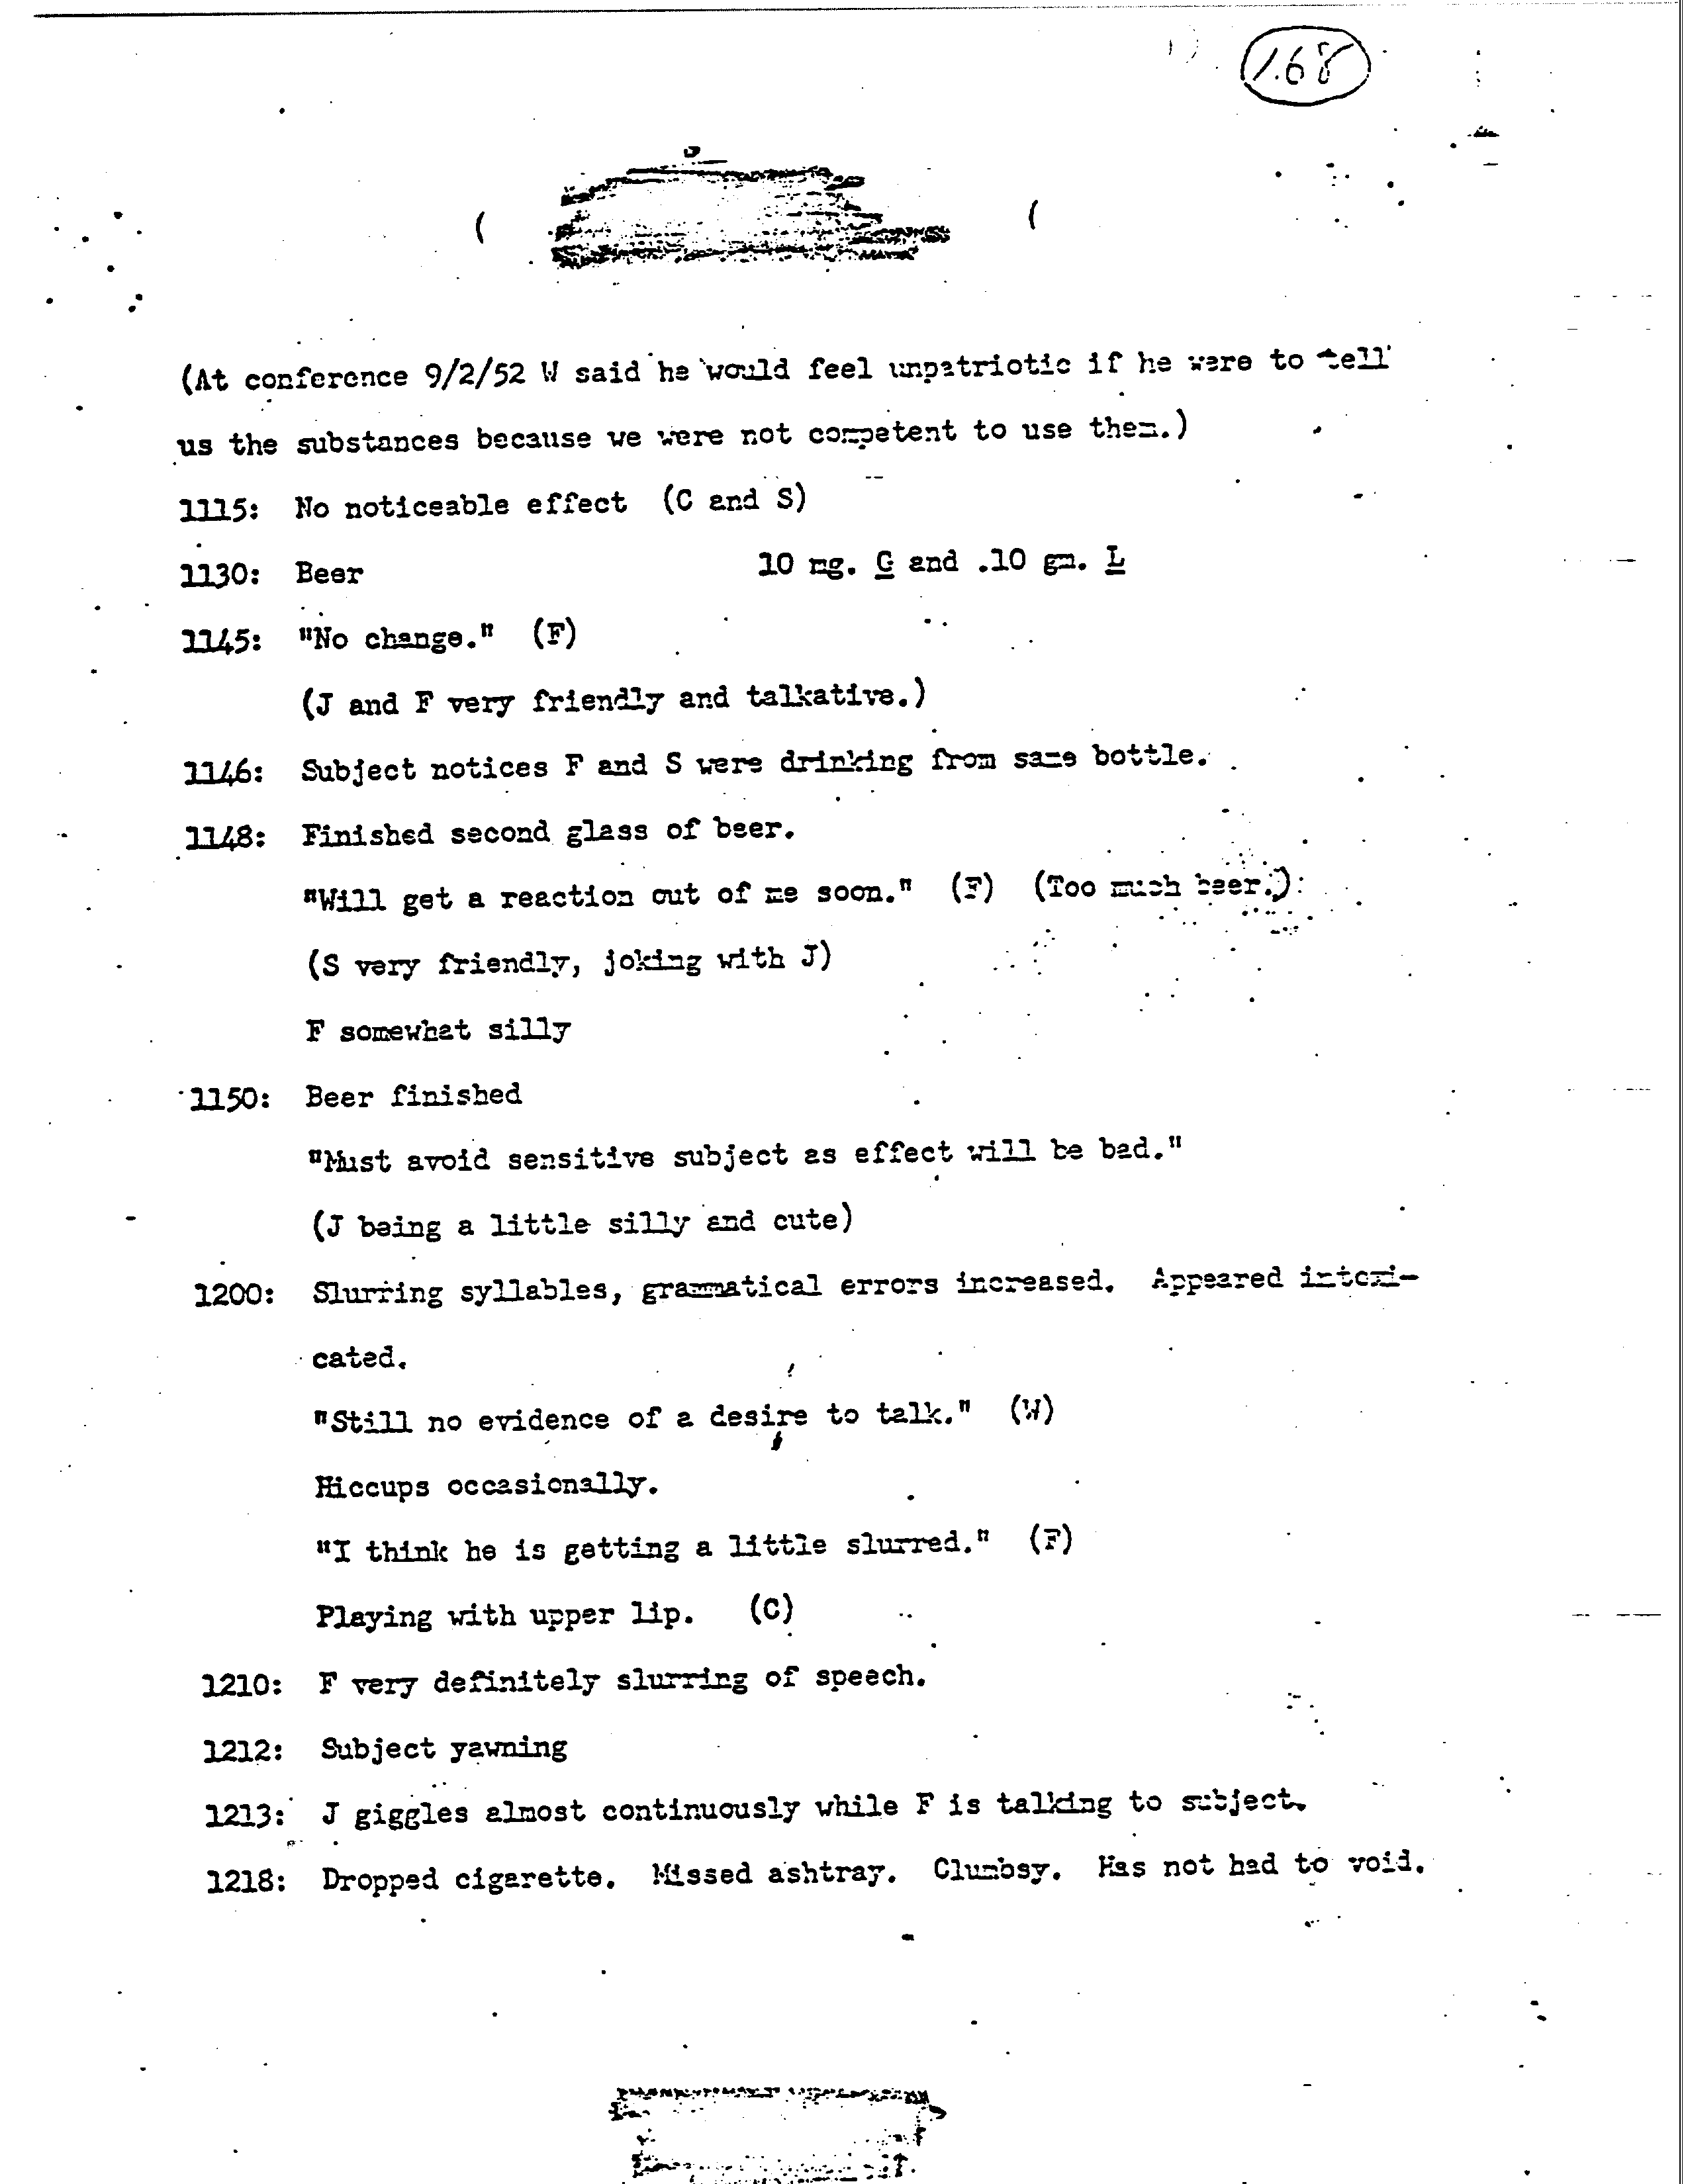 168
(At conference 9/2/52 W said he would feel unpatriotic if he were to tell
us the substances because we were not competent to use them.)
1115: No noticeable effect (C and S)
1130: Beer 10 mg. G and .10 gm. L
1145: "No change." (F)
(J and F very friendly and talkative.)
1146: Subject notices F and S were drinking from same bottle.
1148: Finished second glass of beer.
"Will get a reaction out of me soon." (F) (Too much beer.)
(S very friendly, joking with J)
F somewhat silly
1150: Beer finished
"Must avoid sensitive subject as effect will be bad."
(J being a little silly and cute)
1200: Slurring syllables, grammatical errors increased. Appeared intoxi-
cated.
"Still no evidence of a desire to talk." (W)
Hiccups occasionally.
"I think he is getting a little slurred." (F)
Playing with upper lip. (C)
1210: F very definitely slurring of speech.
1212: Subject yawning
1213: J giggles almost continuously while F is talking to subject.
1218: Dropped cigarette. Missed ashtray. Clumbsy. Has not had to void.